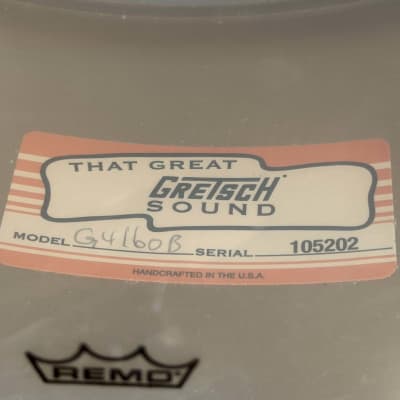 THAT GREAT
GRETSCH
SOUND
MODEL G4160B SERIAL 105202
HANDCRAFTED IN THE U.S.A.
REMO